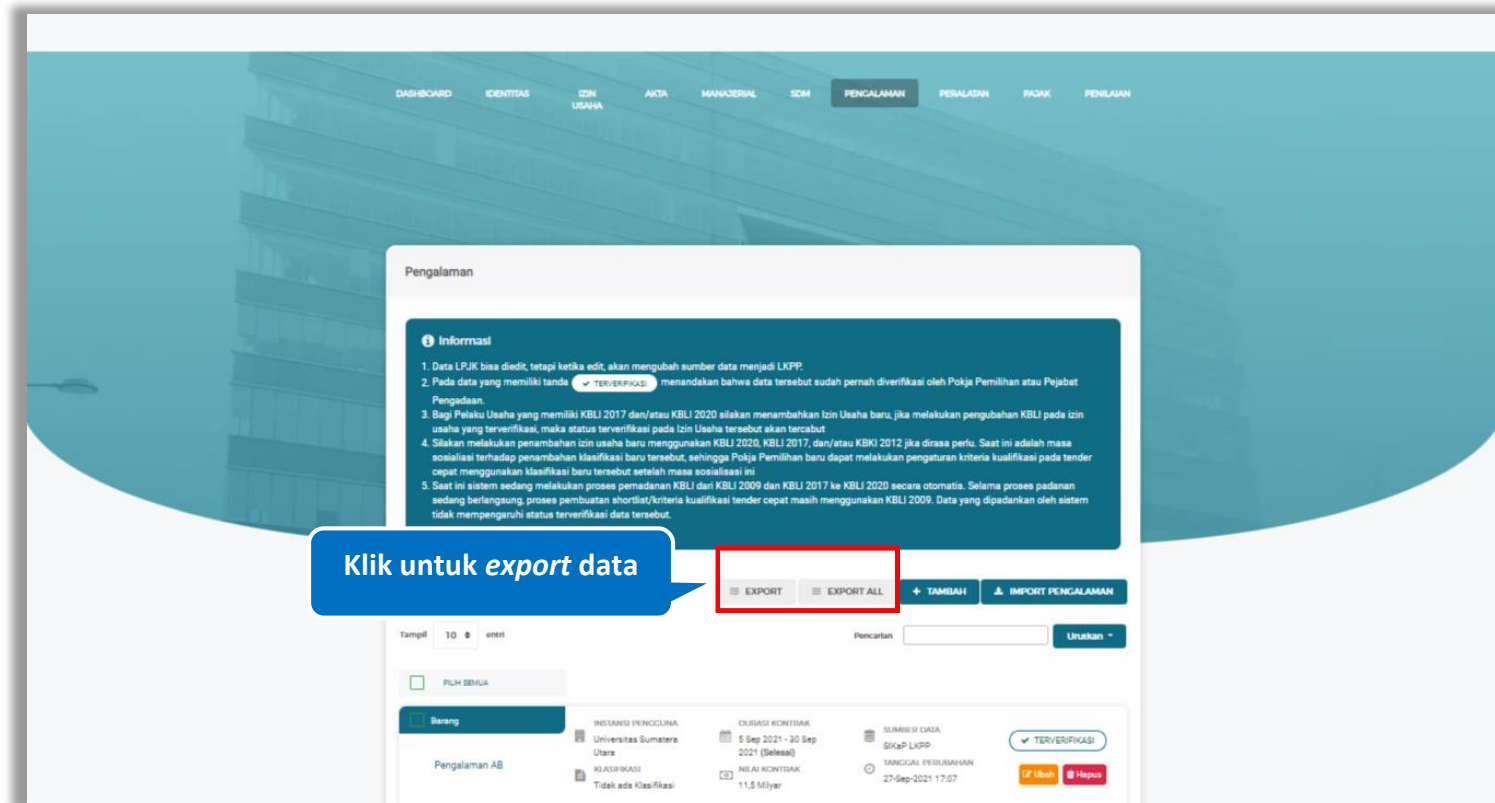 DASHBOARD IDENTITAS IZIN USAHA AKTA MANAJERIAL SDM PENGALAMAN PERALATAN PAJAK PENILAIAN
Pengalaman
Informasi
1. Data LPJK bisa diedit, tetapi ketika edit, akan mengubah sumber data menjadi LKPP.
2. Pada data yang memiliki tanda TERVERIFIKASI menandakan bahwa data tersebut sudah pernah diverifikasi oleh Pokja Pemilihan atau Pejabat
Pengadaan.
3. Bagi Pelaku Usaha yang memiliki KBLI 2017 dan/atau KBLI 2020 silakan menambahkan Izin Usaha baru, jika melakukan pengubahan KBLI pada izin
usaha yang terverifikasi, maka status terverifikasi pada Izin Usaha tersebut akan tercabut
4. Silakan melakukan penambahan izin usaha baru menggunakan KBLI 2020, KBLI 2017, dan/atau KBKI 2012 jika dirasa perlu. Saat ini adalah masa
sosialiasi terhadap penambahan klasifikasi baru tersebut, sehingga Pokja Pemilihan baru dapat melakukan pengaturan kriteria kualifikasi pada tender
cepat menggunakan klasifikasi baru tersebut setelah masa sosialisasi ini
5. Saat ini sistem sedang melakukan proses pemadanan KBLI dari KBLI 2009 dan KBLI 2017 ke KBLI 2020 secara otomatis. Selama proses padanan
sedang berlangsung, proses pembuatan shortlist/kriteria kualifikasi tender cepat masih menggunakan KBLI 2009. Data yang dipadankan oleh sistem
tidak mempengaruhi status terverifikasi data tersebut.
Klik untuk export data
EXPORT EXPORT ALL + TAMBAH IMPORT PENGALAMAN
Tampil 10 entri Pencarian Urutkan
PILIH SEMUA
Barang
Pengalaman AB
INSTANSI PENGGUNA
Universitas Sumatera
Utara
KLASIFIKASI
Tidak ada Klasifikasi
DURASI KONTRAK
5 Sep 2021 - 30 Sep
2021 (Selesai)
NILAI KONTRAK
11,5 Milyar
SUMBER DATA
SIKaP LKPP
TANGGAL PERUBAHAN
27-Sep-2021 17:07
TERVERIFIKASI
Ubah Hapus